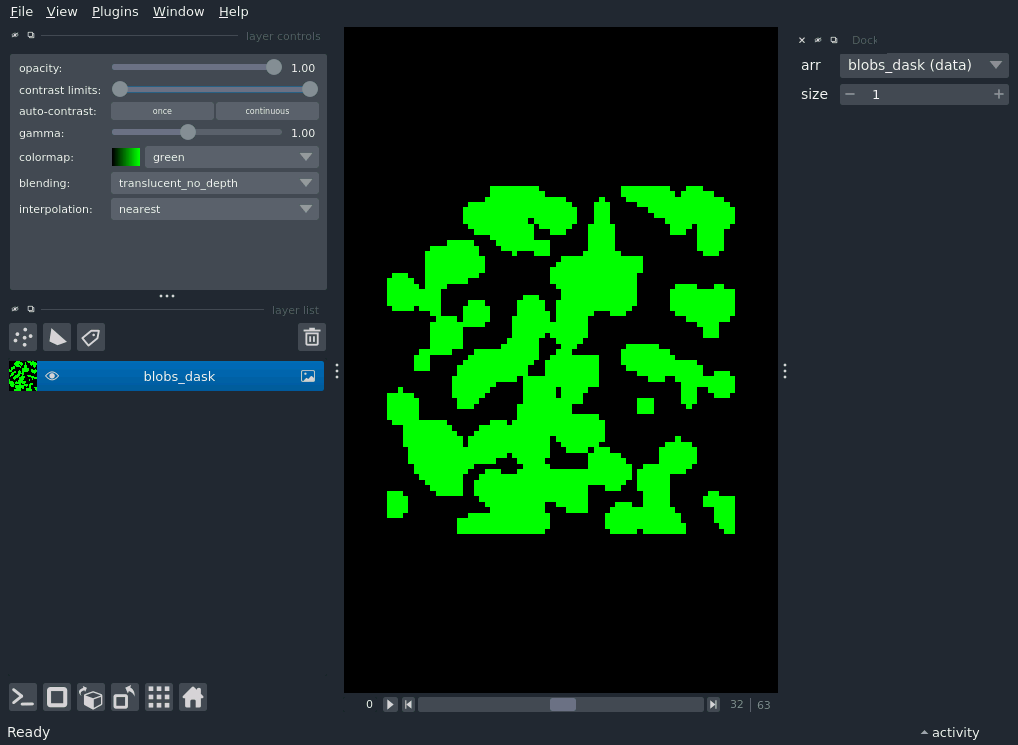 File View Plugins Window Help
layer controls
opacity: 1.00
contrast limits:
auto-contrast: once continuous
gamma: 1.00
colormap: green
blending: translucent_no_depth
interpolation: nearest
layer list
blobs_dask
Dock
arr blobs_dask (data)
size 1
0 32 63
Ready
activity